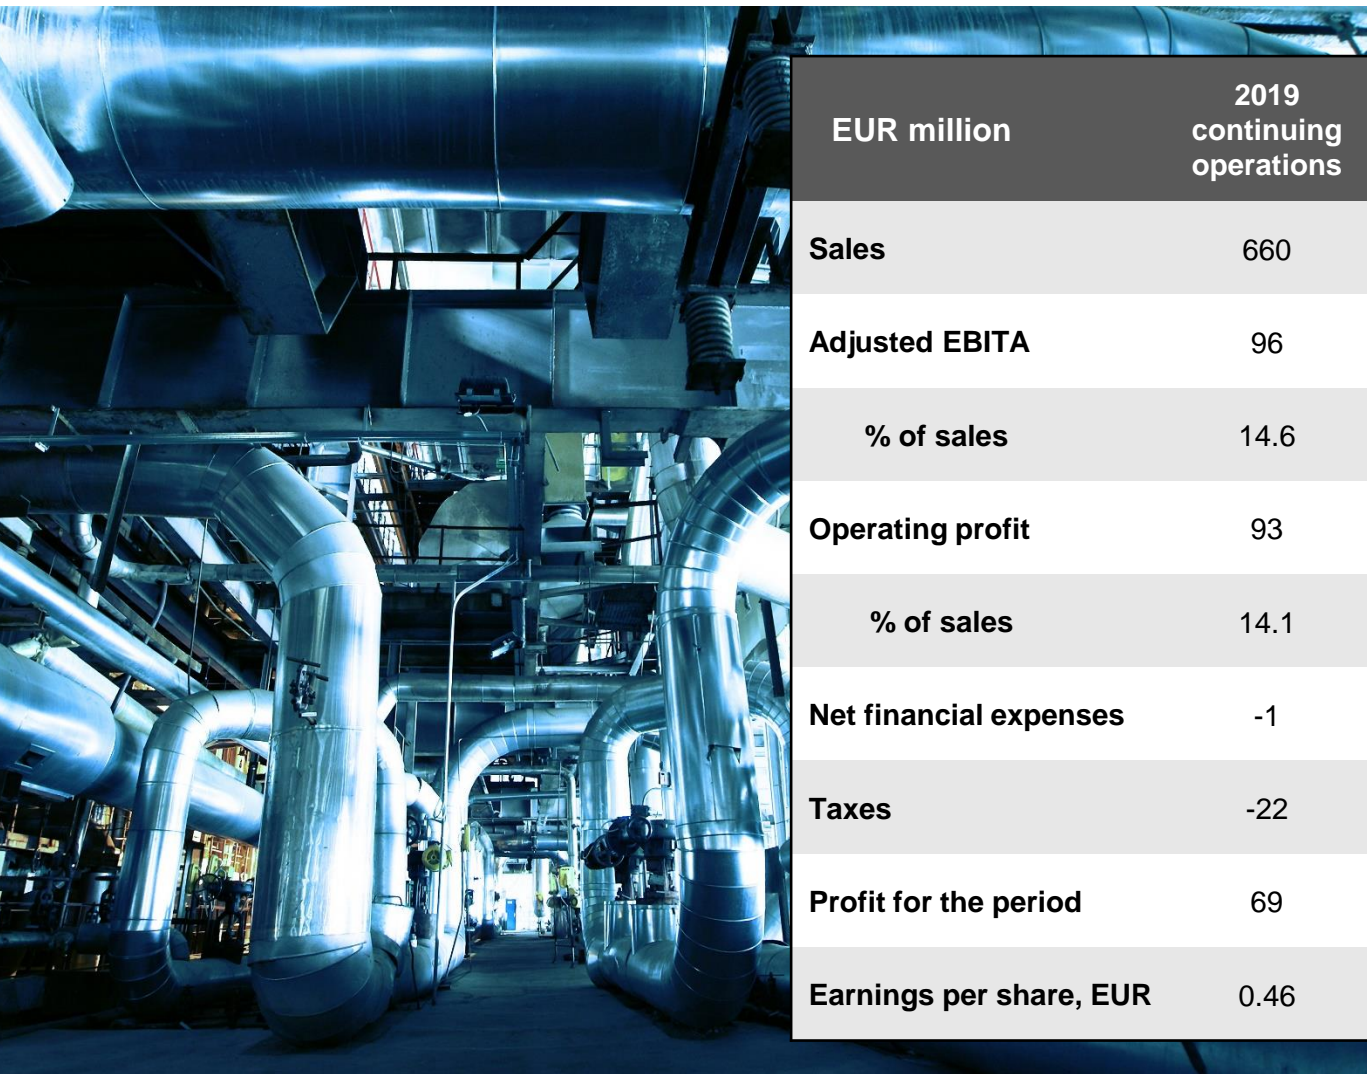 EUR million
2019
continuing
operations
Sales 660
Adjusted EBITA 96
% of sales 14.6
Operating profit 93
% of sales 14.1
Net financial expenses -1
Taxes -22
Profit for the period 69
Earnings per share, EUR 0.46